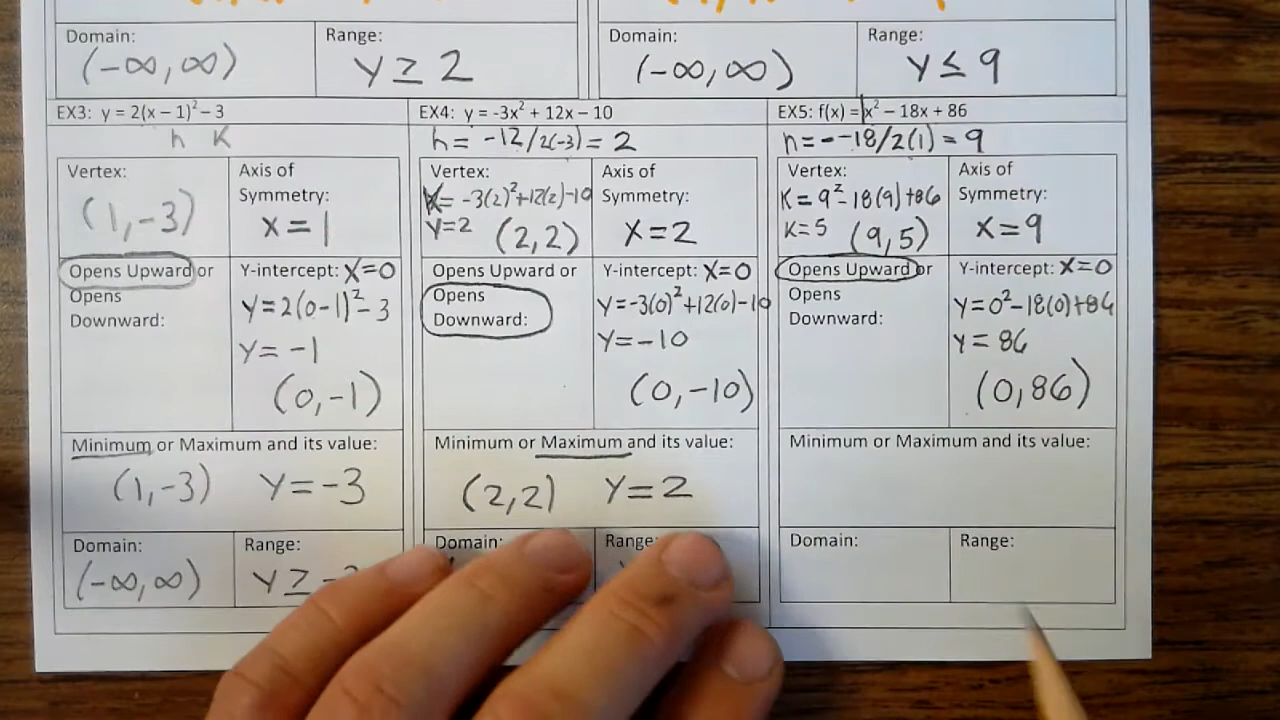 Domain: Range: Domain: Range:
(-∞, ∞) y ≥ 2 (-∞, ∞) y ≤ 9
EX3: y = 2(x – 1)² – 3
h K
Vertex:
(1, -3)
Axis of
Symmetry:
x = 1
Opens Upward or
Opens
Downward:
Y-intercept: x=0
y = 2(0-1)² - 3
y = -1
(0, -1)
Minimum or Maximum and its value:
(1, -3) y = -3
Domain:
(-∞, ∞)
Range:
y ≥ -3
EX4: y = -3x² + 12x – 10
h = -12/2(-3) = 2
Vertex:
= -3(2)²+12(2)-10
y=2 (2,2)
Axis of
Symmetry:
x=2
Opens Upward or
Opens
Downward:
Y-intercept: x=0
y=-3(0)²+12(0)-10
y=-10
(0,-10)
Minimum or Maximum and its value:
(2,2) y=2
Domain:
Range:
EX5: f(x) = x² – 18x + 86
h = --18/2(1) = 9
Vertex:
K = 9²-18(9)+86
K=5 (9,5)
Axis of
Symmetry:
x=9
Opens Upward or
Opens
Downward:
Y-intercept: x=0
y=0²-18(0)+86
y = 86
(0,86)
Minimum or Maximum and its value:
Domain:
Range: